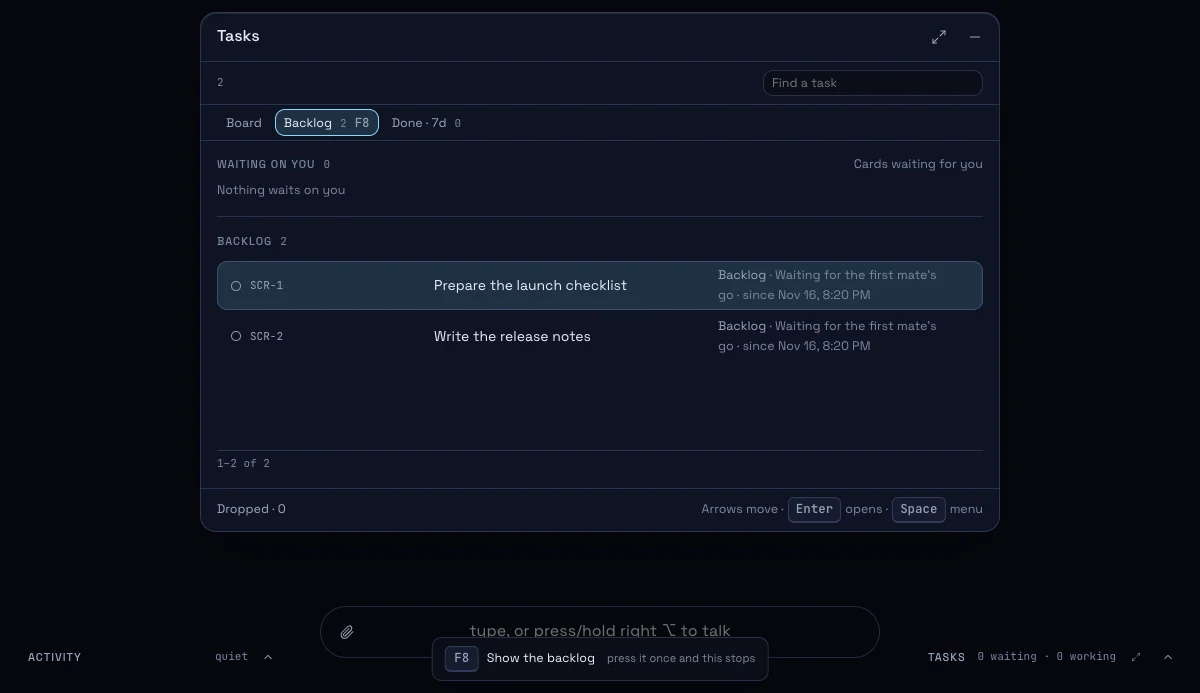 Tasks
2
Find a task
Board
Backlog 2 F8
Done · 7d 0
WAITING ON YOU 0
Cards waiting for you
Nothing waits on you
BACKLOG 2
SCR-1
Prepare the launch checklist
Backlog · Waiting for the first mate's
go · since Nov 16, 8:20 PM
SCR-2
Write the release notes
Backlog · Waiting for the first mate's
go · since Nov 16, 8:20 PM
1–2 of 2
Dropped · 0
Arrows move · Enter opens · Space menu
type, or press/hold right ⌥ to talk
ACTIVITY
quiet
F8 Show the backlog press it once and this stops
TASKS 0 waiting · 0 working